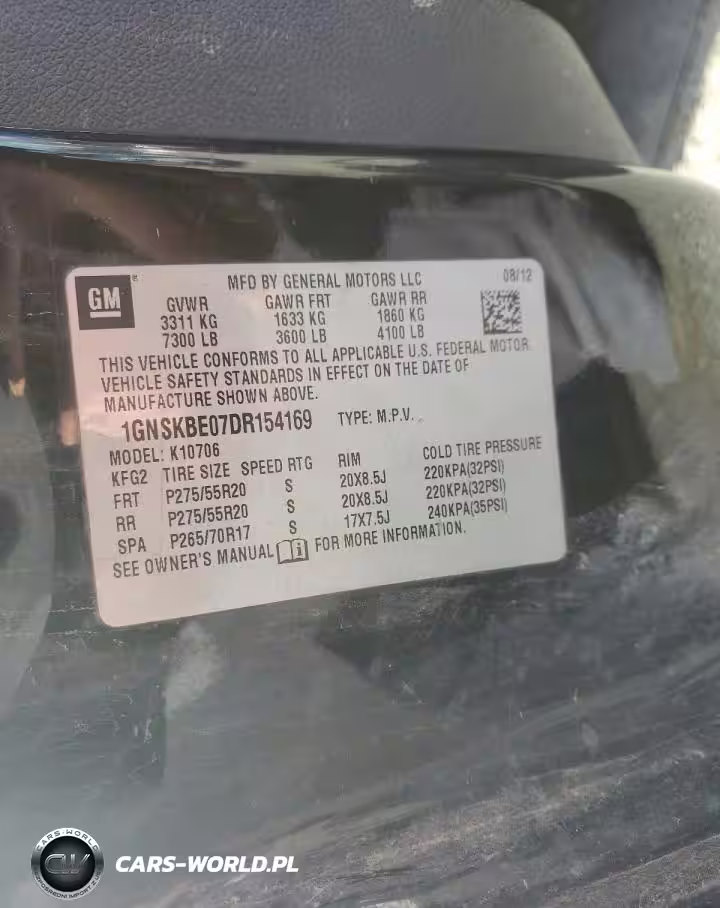 GM
MFD BY GENERAL MOTORS LLC 08/12
GVWR GAWR FRT GAWR RR
3311 KG 1633 KG 1860 KG
7300 LB 3600 LB 4100 LB
THIS VEHICLE CONFORMS TO ALL APPLICABLE U.S. FEDERAL MOTOR
VEHICLE SAFETY STANDARDS IN EFFECT ON THE DATE OF
MANUFACTURE SHOWN ABOVE.
1GNSKBE07DR154169 TYPE: M.P.V.
MODEL: K10706
KFG2 TIRE SIZE SPEED RTG RIM COLD TIRE PRESSURE
FRT P275/55R20 S 20X8.5J 220KPA(32PSI)
RR P275/55R20 S 20X8.5J 220KPA(32PSI)
SPA P265/70R17 S 17X7.5J 240KPA(35PSI)
SEE OWNER'S MANUAL i FOR MORE INFORMATION.
CARS-WORLD
CW
CARS-WORLD.PL